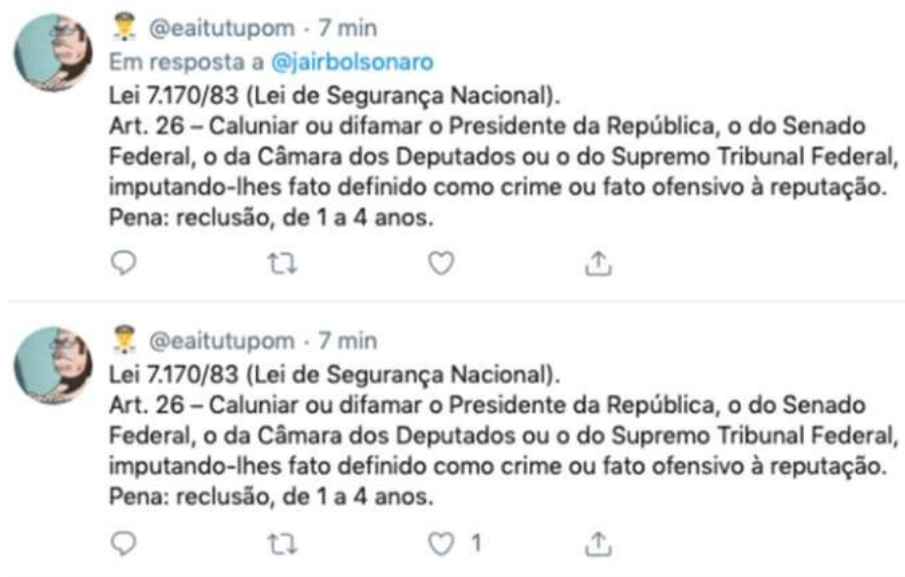 @eaitutupom · 7 min
Em resposta a @jairbolsonaro
Lei 7.170/83 (Lei de Segurança Nacional).
Art. 26 – Caluniar ou difamar o Presidente da República, o do Senado
Federal, o da Câmara dos Deputados ou o do Supremo Tribunal Federal,
imputando-lhes fato definido como crime ou fato ofensivo à reputação.
Pena: reclusão, de 1 a 4 anos.
@eaitutupom · 7 min
Lei 7.170/83 (Lei de Segurança Nacional).
Art. 26 – Caluniar ou difamar o Presidente da República, o do Senado
Federal, o da Câmara dos Deputados ou o do Supremo Tribunal Federal,
imputando-lhes fato definido como crime ou fato ofensivo à reputação.
Pena: reclusão, de 1 a 4 anos.
1